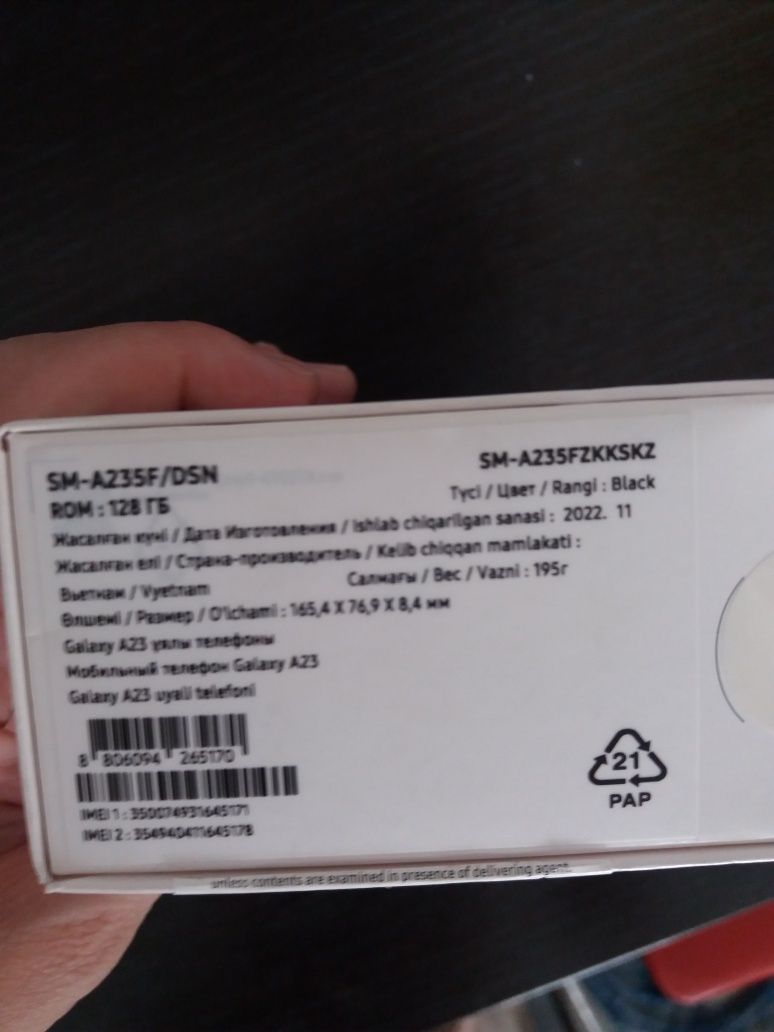 SM-A235F/DSN
SM-A235FZKKSKZ
ROM : 128 ГБ
Түсі / Цвет / Rangi : Black
Жасалған күні / Дата Изготовления / Ishlab chiqarilgan sanasi : 2022. 11
Жасалған елі / Страна-производитель / Kelib chiqqan mamlakati :
Вьетнам / Vyetnam
Салмағы / Вес / Vazni : 195г
Өлшемі / Размер / O'lchami : 165,4 X 76,9 X 8,4 мм
Galaxy A23 ұялы телефоны
Мобильный телефон Galaxy A23
Galaxy A23 uyali telefoni
8 806094 265170
IMEI 1 : 350074931645171
IMEI 2 : 354940411645178
21
PAP
unless contents are examined in presence of delivering agent